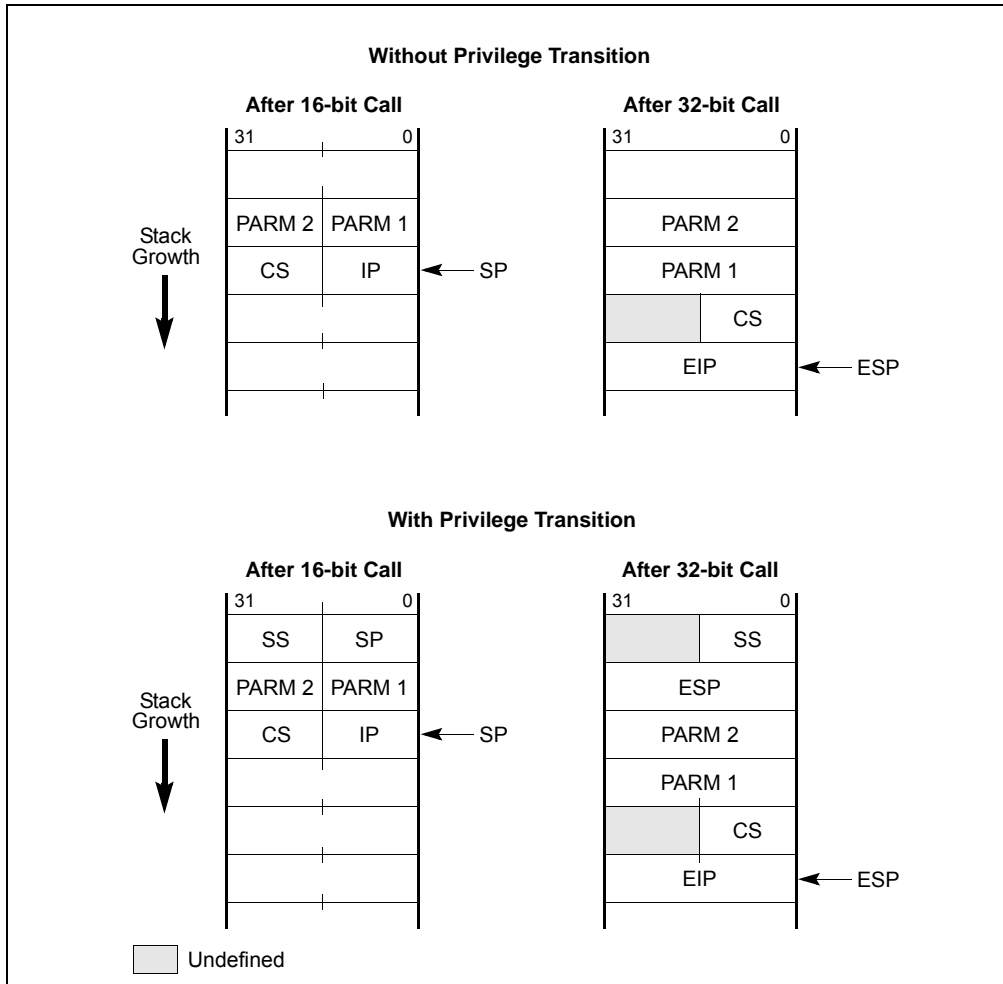 Without Privilege Transition
After 16-bit Call
After 32-bit Call
31 0
31 0
PARM 2 PARM 1
PARM 2
Stack
Growth
CS IP
SP
PARM 1
CS
EIP
ESP
With Privilege Transition
After 16-bit Call
After 32-bit Call
31 0
31 0
SS SP
SS
Stack
Growth
PARM 2 PARM 1
ESP
CS IP
SP
PARM 2
PARM 1
CS
EIP
ESP
Undefined